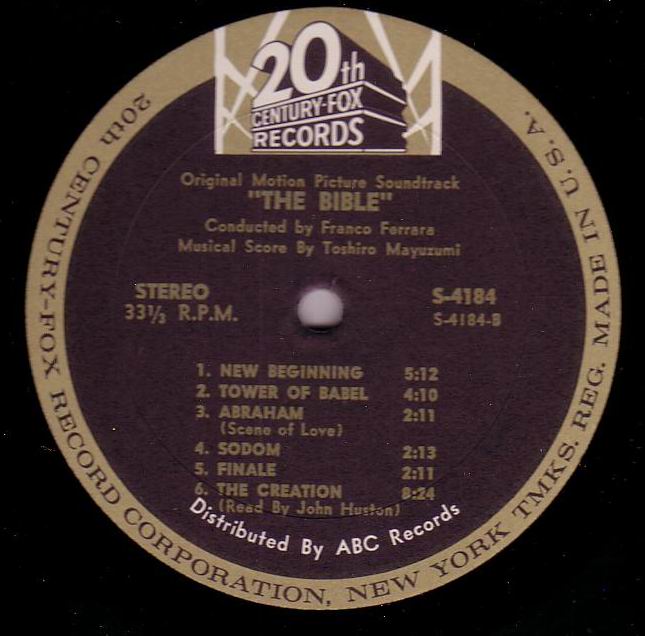 20th
CENTURY-FOX
RECORDS
Original Motion Picture Soundtrack
"THE BIBLE"
Conducted by Franco Ferrara
Musical Score By Toshiro Mayuzumi
STEREO
33⅓ R.P.M.
S-4184
S-4184-B
1. NEW BEGINNING 5:12
2. TOWER OF BABEL 4:10
3. ABRAHAM 2:11
(Scene of Love)
4. SODOM 2:13
5. FINALE 2:11
6. THE CREATION 8:24
(Read By John Huston)
Distributed By ABC Records
20th CENTURY-FOX RECORD CORPORATION, NEW YORK TMKS. REG. MADE IN U.S.A.